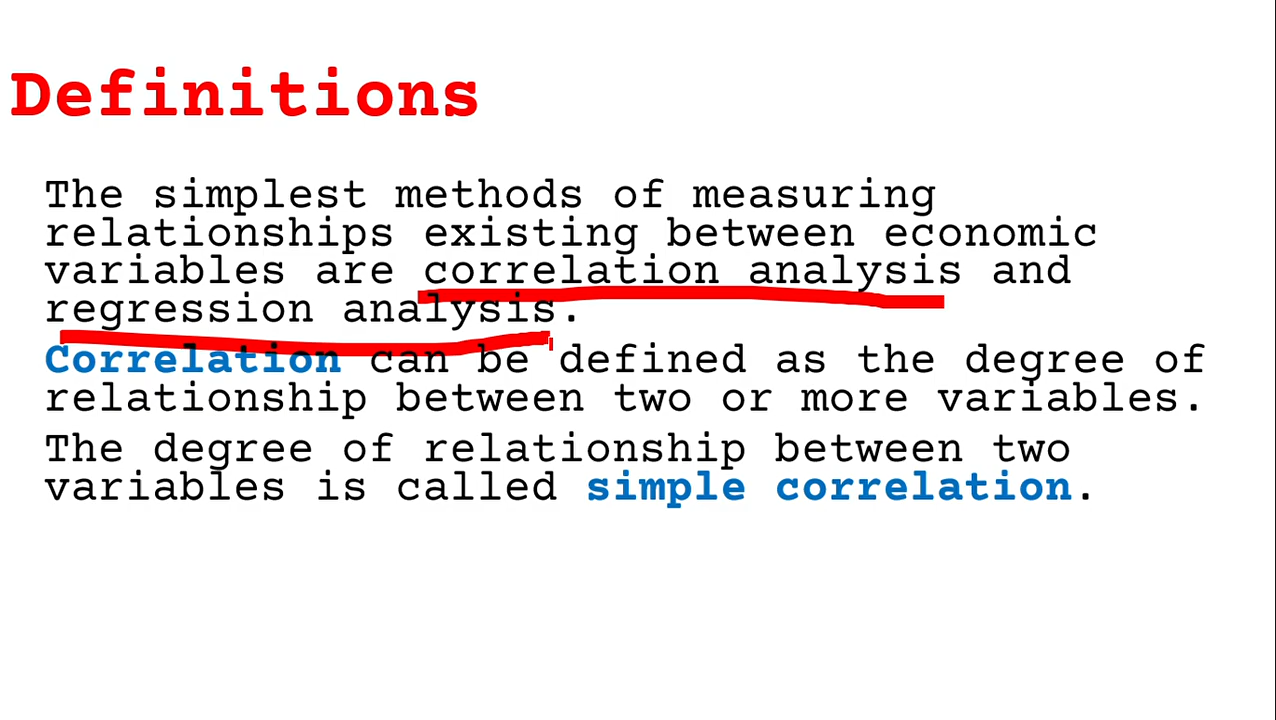 Definitions
The simplest methods of measuring
relationships existing between economic
variables are correlation analysis and
regression analysis.
Correlation can be defined as the degree of
relationship between two or more variables.
The degree of relationship between two
variables is called simple correlation.